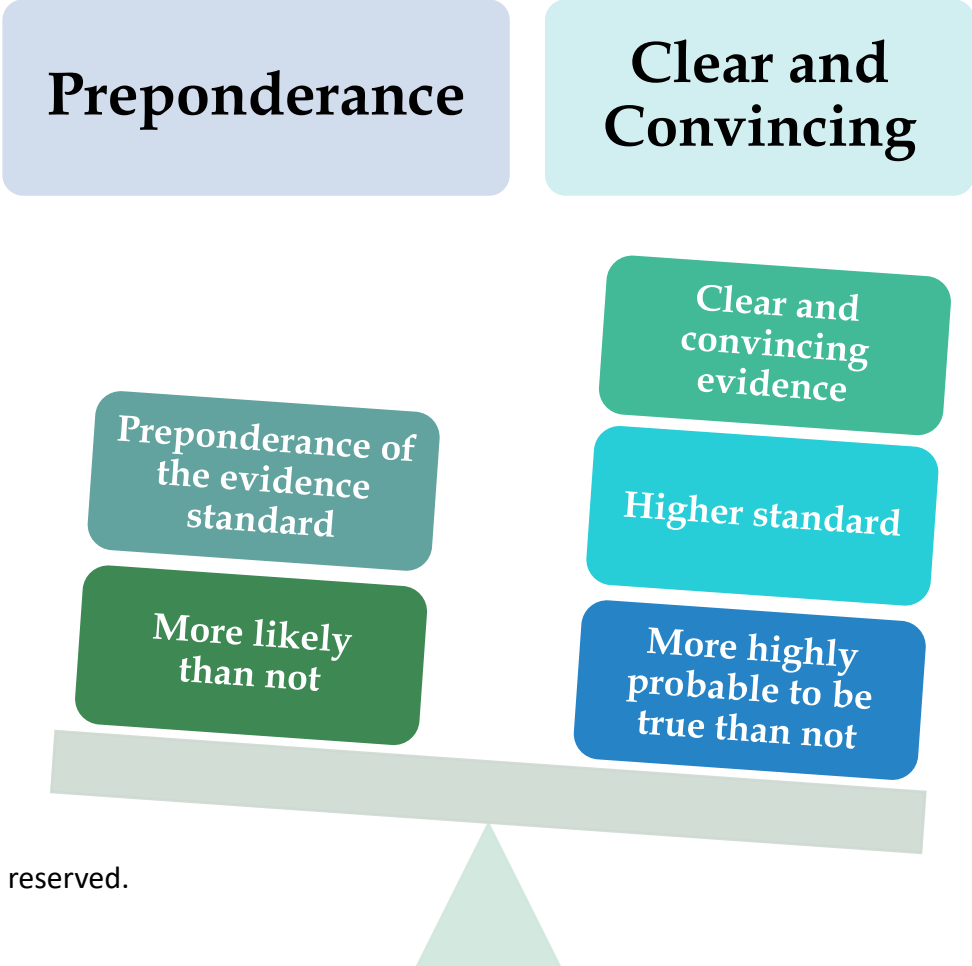 Preponderance
Clear and
Convincing
Preponderance of
the evidence
standard
More likely
than not
Clear and
convincing
evidence
Higher standard
More highly
probable to be
true than not
reserved.